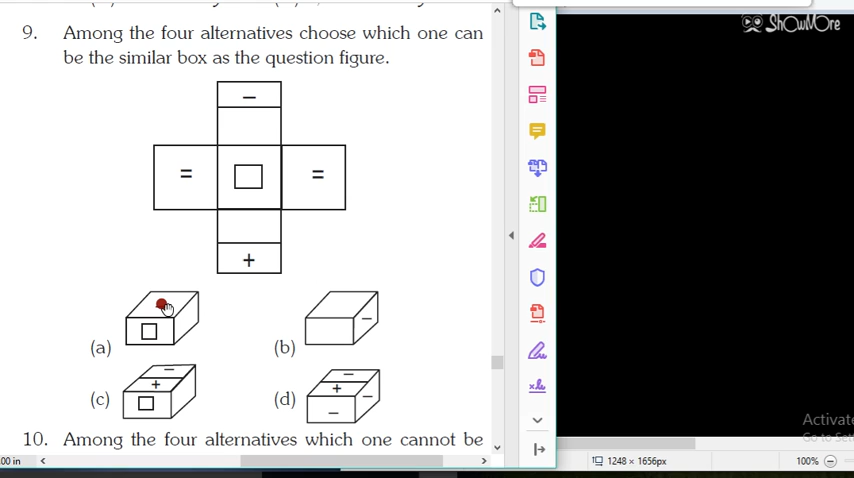 9. Among the four alternatives choose which one can
be the similar box as the question figure.
−
= =
+
(a) (b) −
(c) − + (d) − + − −
10. Among the four alternatives which one cannot be
ShOwMOre
Activate
.00 in
1248 × 1656px
100%